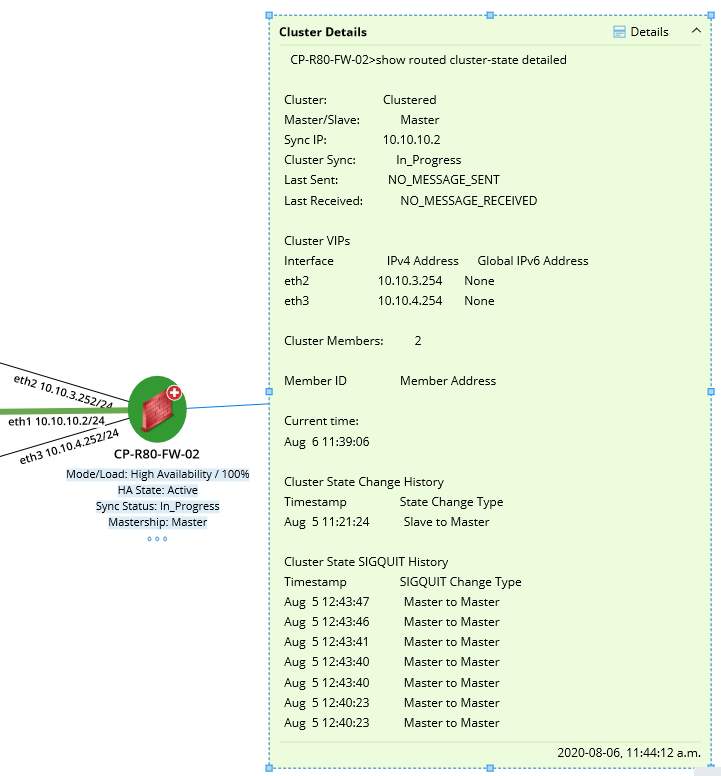 Cluster Details
Details
CP-R80-FW-02>show routed cluster-state detailed
Cluster: Clustered
Master/Slave: Master
Sync IP: 10.10.10.2
Cluster Sync: In_Progress
Last Sent: NO_MESSAGE_SENT
Last Received: NO_MESSAGE_RECEIVED
Cluster VIPs
Interface IPv4 Address Global IPv6 Address
eth2 10.10.3.254 None
eth3 10.10.4.254 None
Cluster Members: 2
Member ID Member Address
Current time:
Aug 6 11:39:06
Cluster State Change History
Timestamp State Change Type
Aug 5 11:21:24 Slave to Master
Cluster State SIGQUIT History
Timestamp SIGQUIT Change Type
Aug 5 12:43:47 Master to Master
Aug 5 12:43:46 Master to Master
Aug 5 12:43:41 Master to Master
Aug 5 12:43:40 Master to Master
Aug 5 12:43:40 Master to Master
Aug 5 12:40:23 Master to Master
Aug 5 12:40:23 Master to Master
2020-08-06, 11:44:12 a.m.
eth2 10.10.3.252/24
eth1 10.10.10.2/24
eth3 10.10.4.252/24
CP-R80-FW-02
Mode/Load: High Availability / 100%
HA State: Active
Sync Status: In_Progress
Mastership: Master